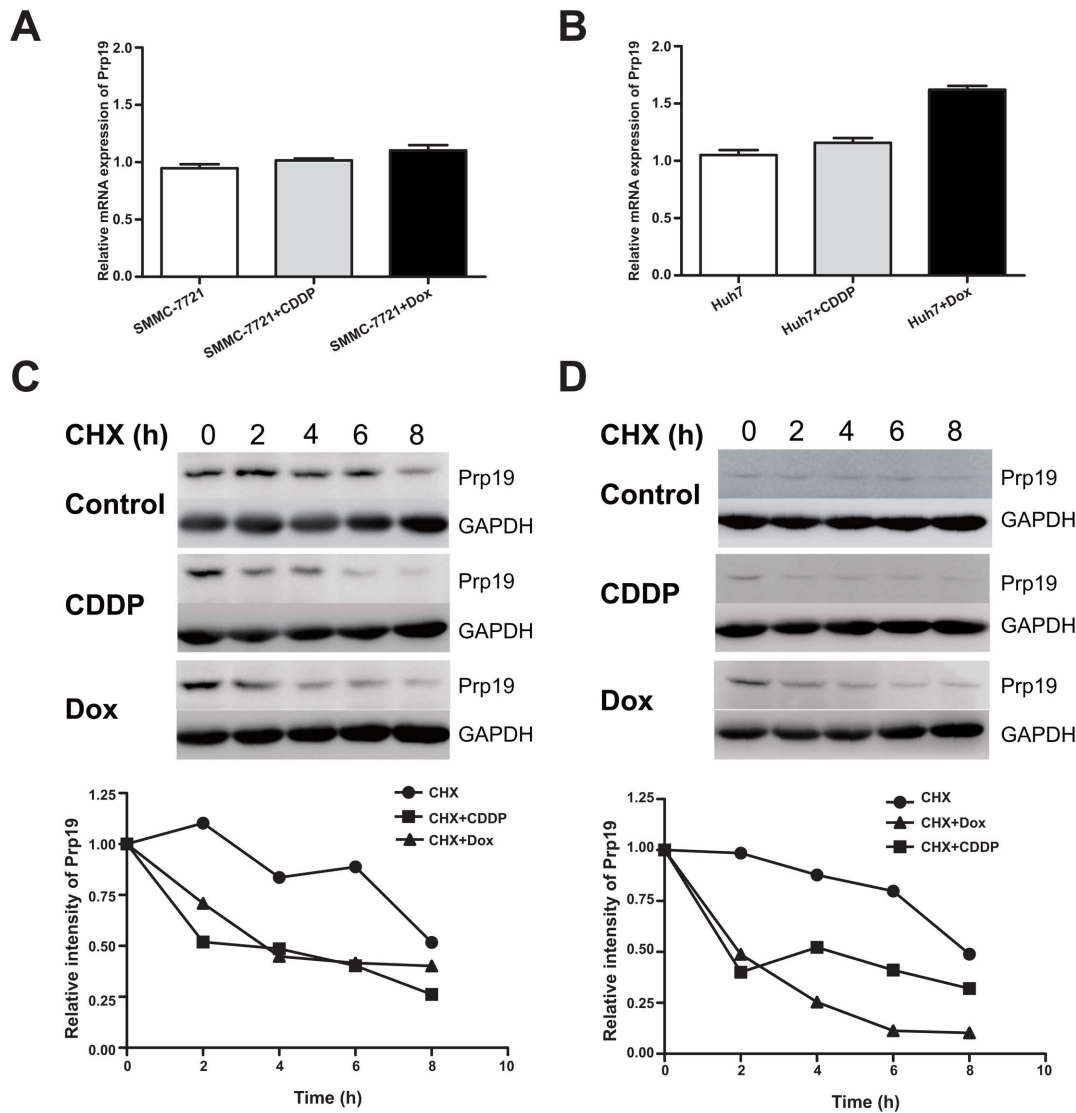 A
Relative mRNA expression of Prp19
2.0
1.5
1.0
0.5
0.0
SMMC-7721
SMMC-7721+CDDP
SMMC-7721+Dox
B
Relative mRNA expression of Prp19
2.0
1.5
1.0
0.5
0.0
Huh7
Huh7+CDDP
Huh7+Dox
C
CHX (h) 0 2 4 6 8
Control
Prp19
GAPDH
CDDP
Prp19
GAPDH
Dox
Prp19
GAPDH
Relative intensity of Prp19
1.25
1.00
0.75
0.50
0.25
0.00
CHX
CHX+CDDP
CHX+Dox
0 2 4 6 8 10
Time (h)
D
CHX (h) 0 2 4 6 8
Control
Prp19
GAPDH
CDDP
Prp19
GAPDH
Dox
Prp19
GAPDH
Relative intensity of Prp19
1.25
1.00
0.75
0.50
0.25
0.00
CHX
CHX+Dox
CHX+CDDP
0 2 4 6 8 10
Time (h)